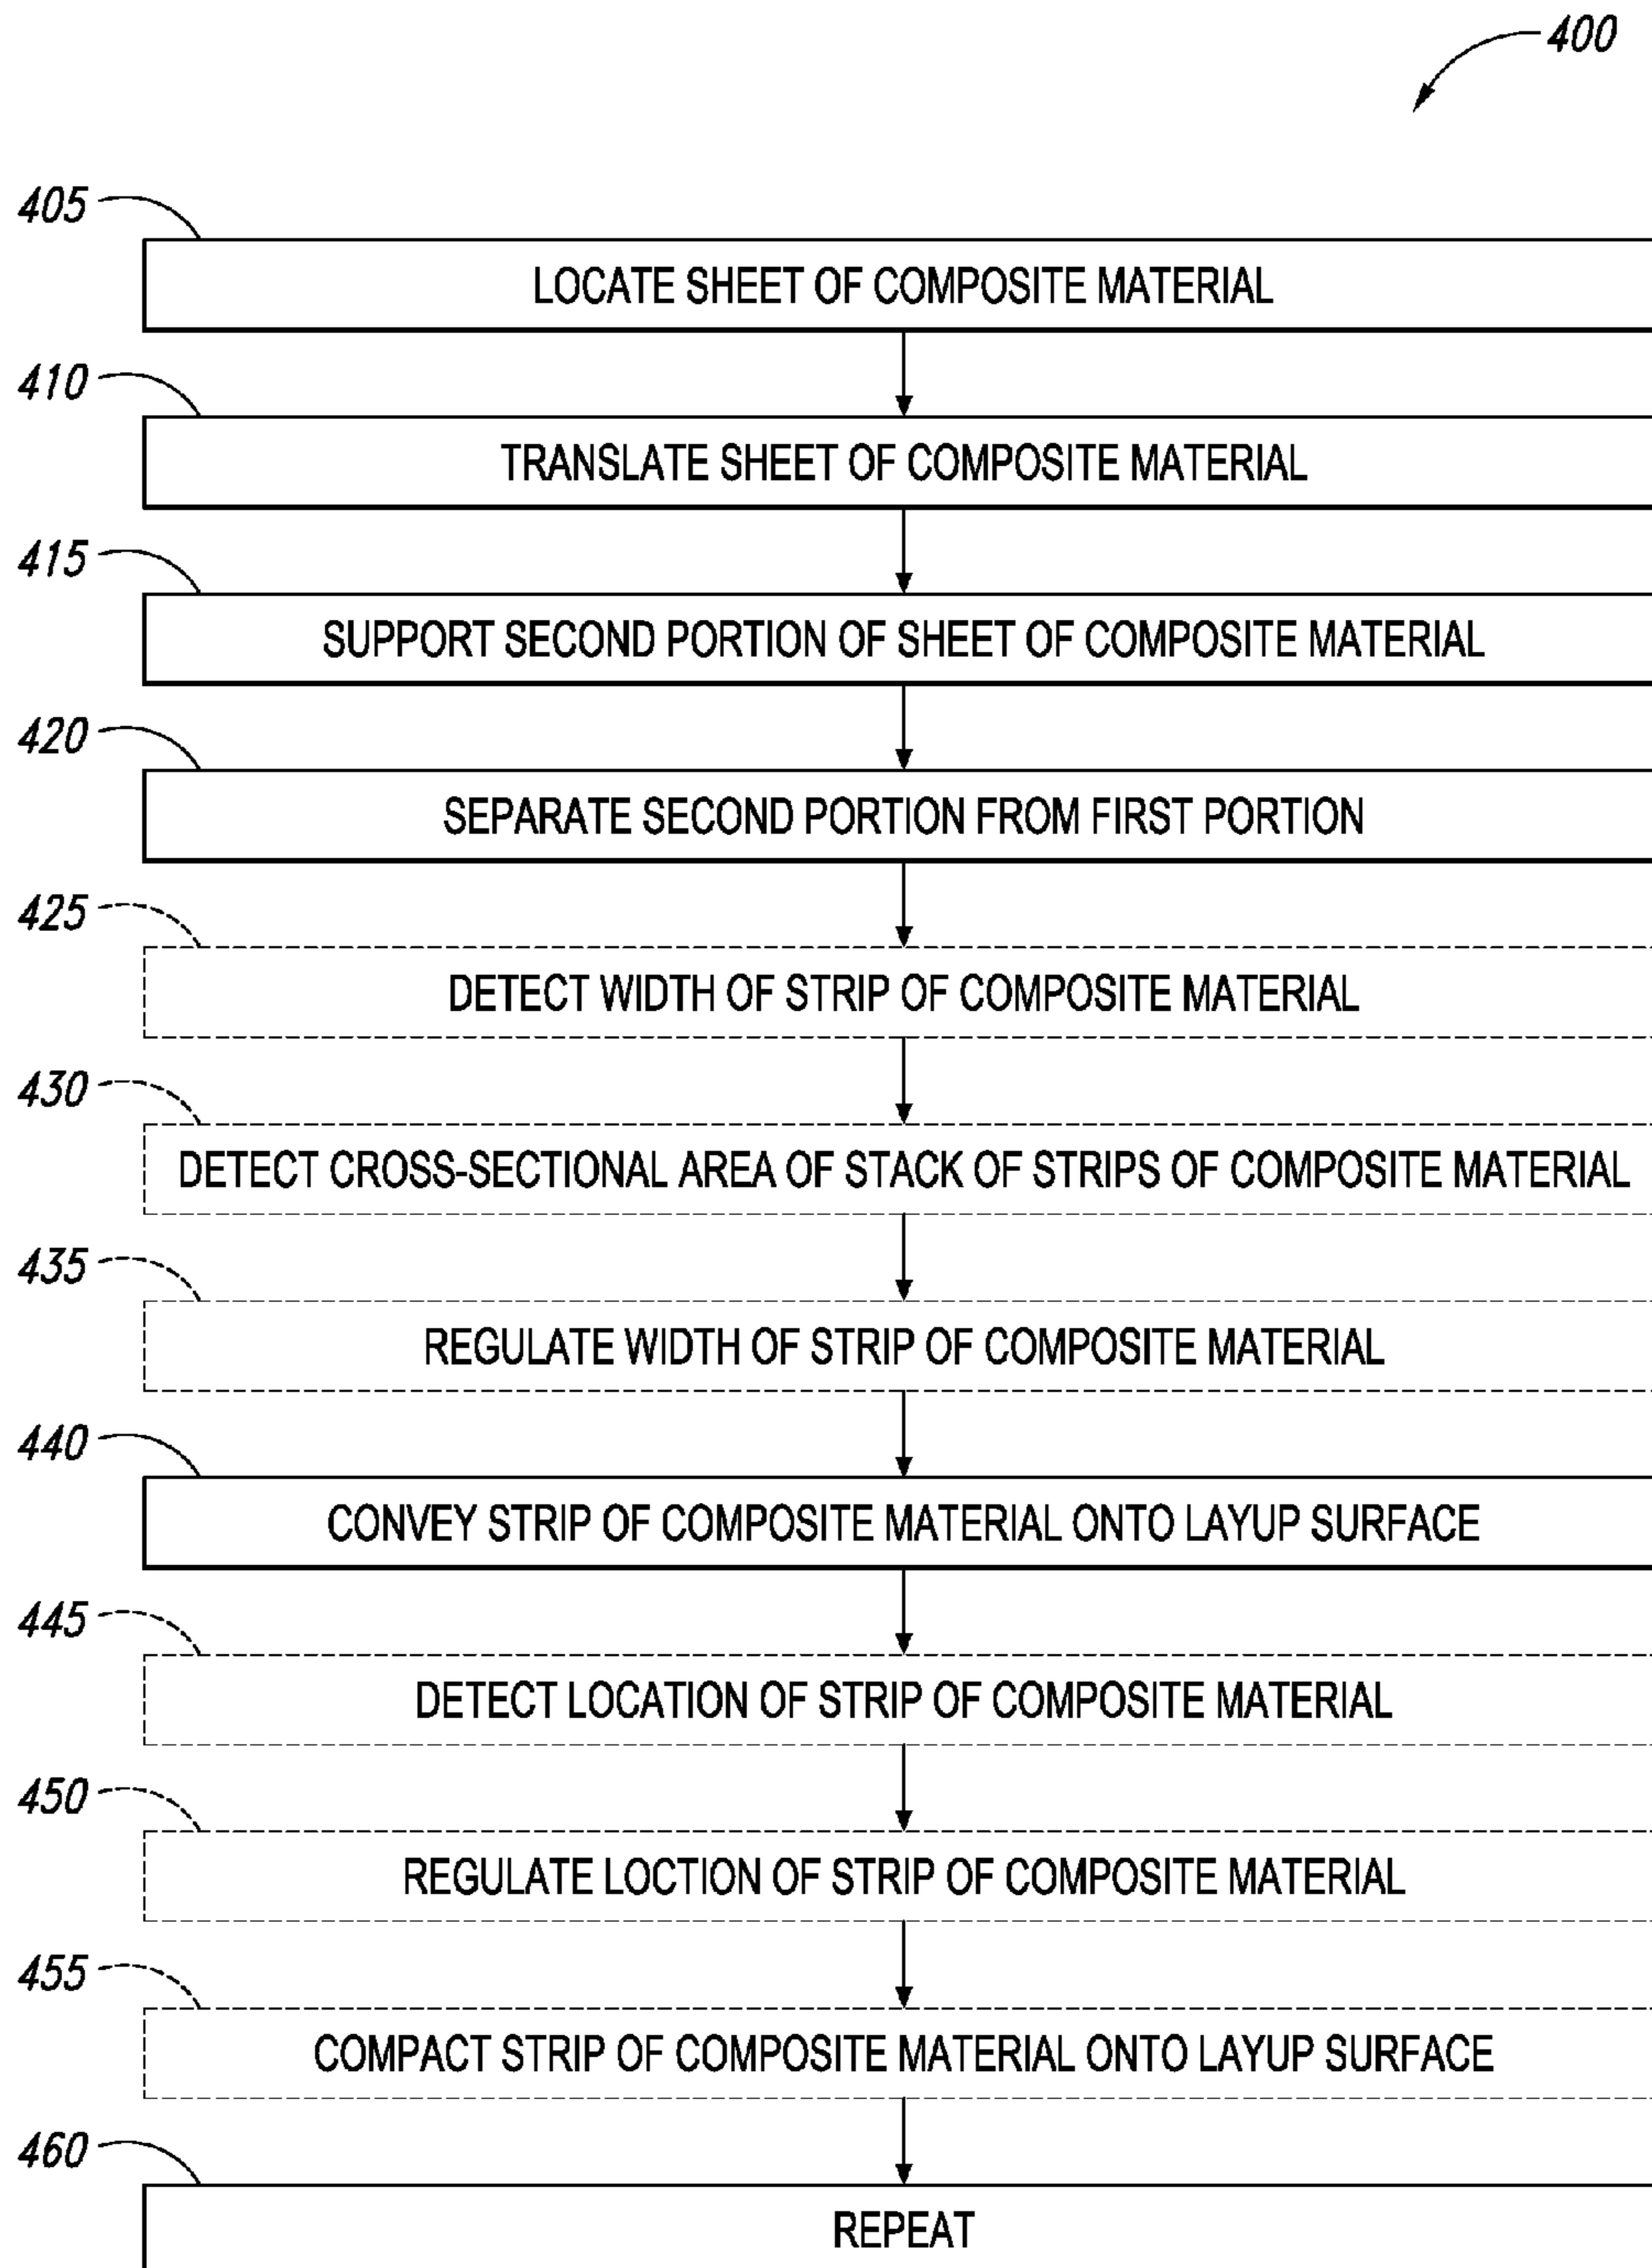 400
405
LOCATE SHEET OF COMPOSITE MATERIAL
410
TRANSLATE SHEET OF COMPOSITE MATERIAL
415
SUPPORT SECOND PORTION OF SHEET OF COMPOSITE MATERIAL
420
SEPARATE SECOND PORTION FROM FIRST PORTION
425
DETECT WIDTH OF STRIP OF COMPOSITE MATERIAL
430
DETECT CROSS-SECTIONAL AREA OF STACK OF STRIPS OF COMPOSITE MATERIAL
435
REGULATE WIDTH OF STRIP OF COMPOSITE MATERIAL
440
CONVEY STRIP OF COMPOSITE MATERIAL ONTO LAYUP SURFACE
445
DETECT LOCATION OF STRIP OF COMPOSITE MATERIAL
450
REGULATE LOCTION OF STRIP OF COMPOSITE MATERIAL
455
COMPACT STRIP OF COMPOSITE MATERIAL ONTO LAYUP SURFACE
460
REPEAT